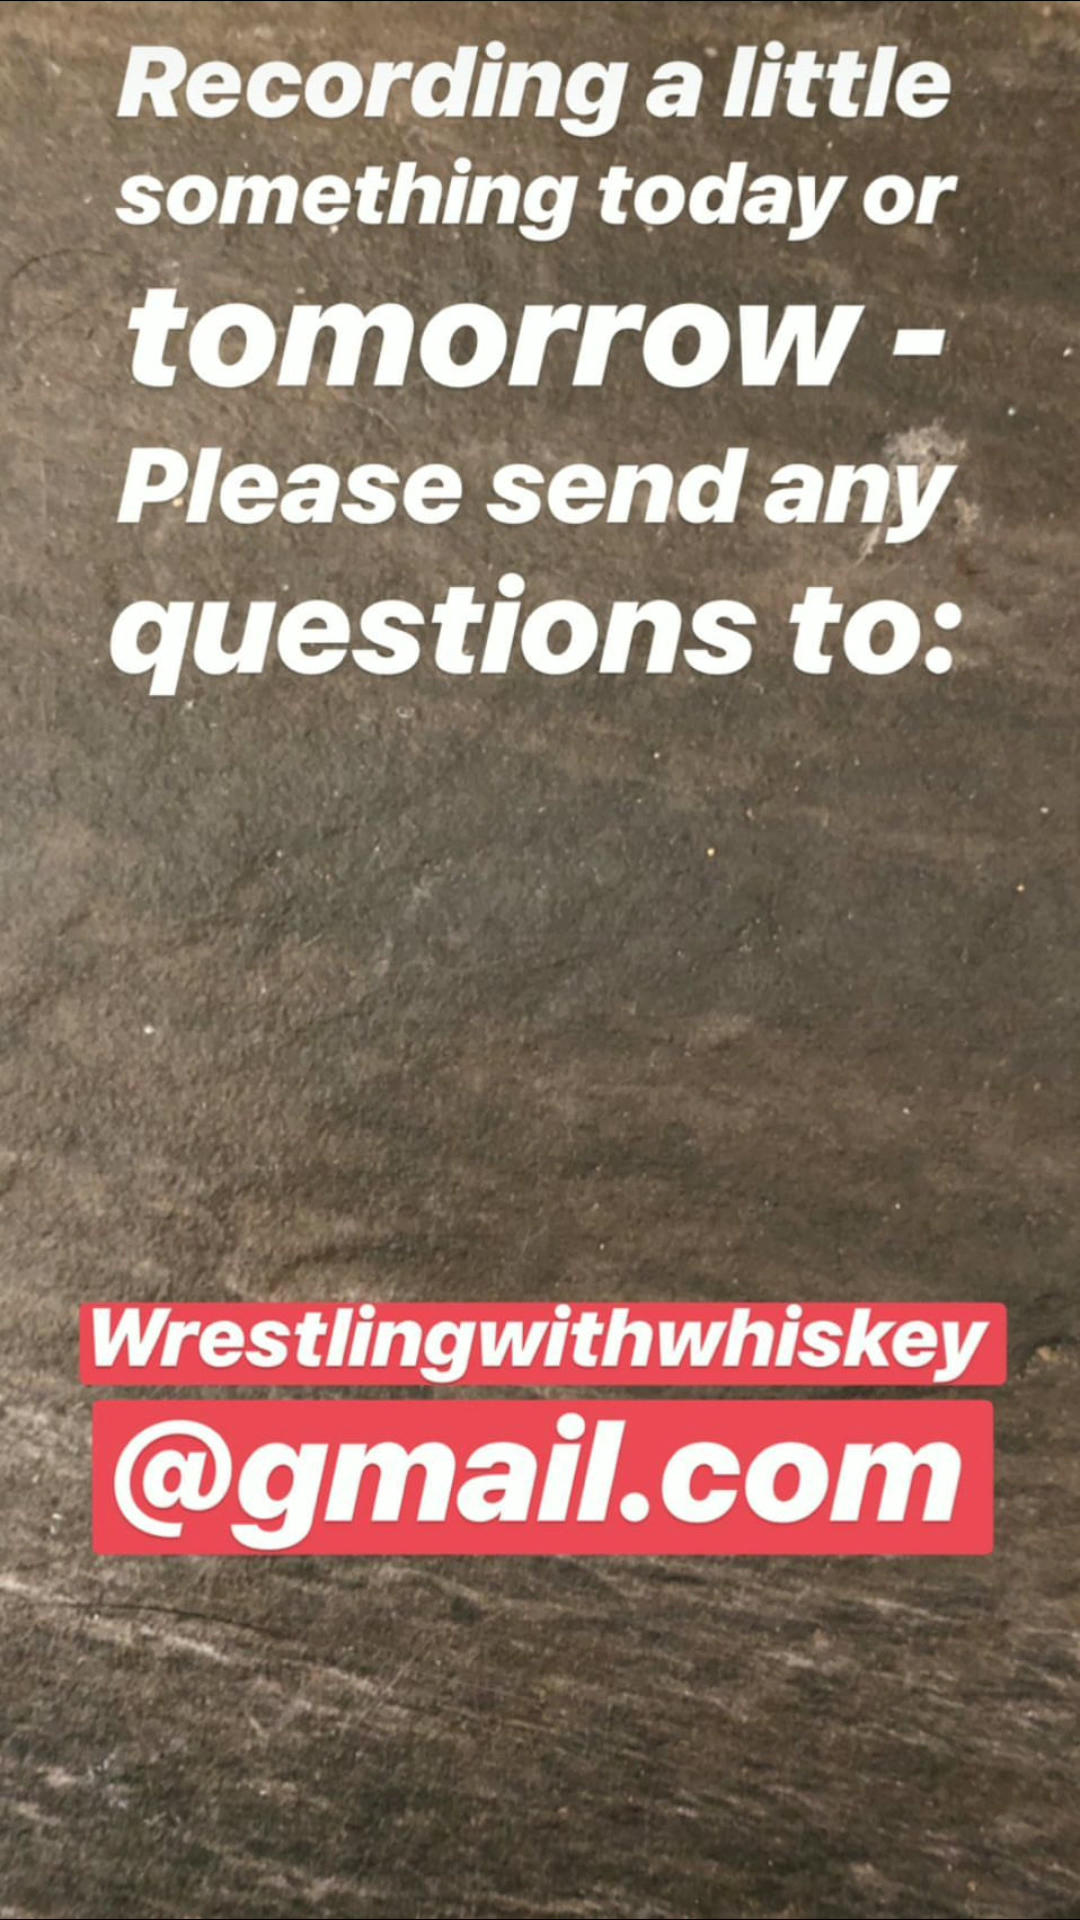 Recording a little
something today or
tomorrow -
Please send any
questions to:
Wrestlingwithwhiskey
@gmail.com